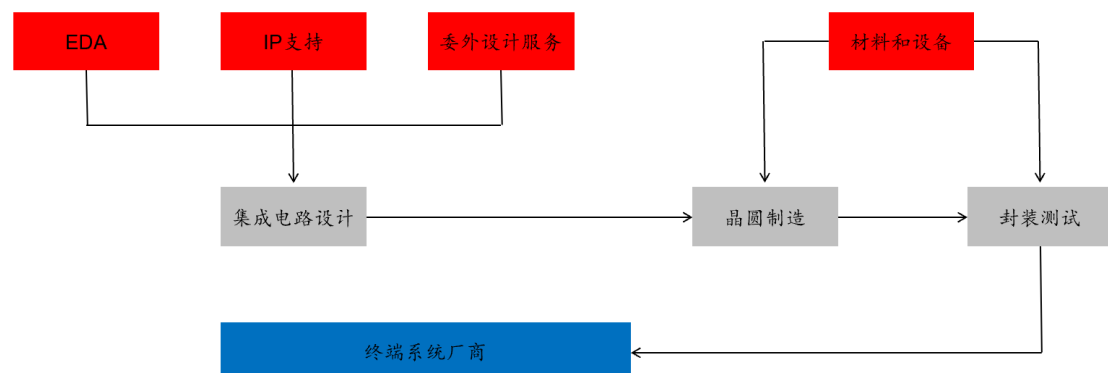 EDA
IP支持
委外设计服务
材料和设备
集成电路设计
晶圆制造
封装测试
终端系统厂商